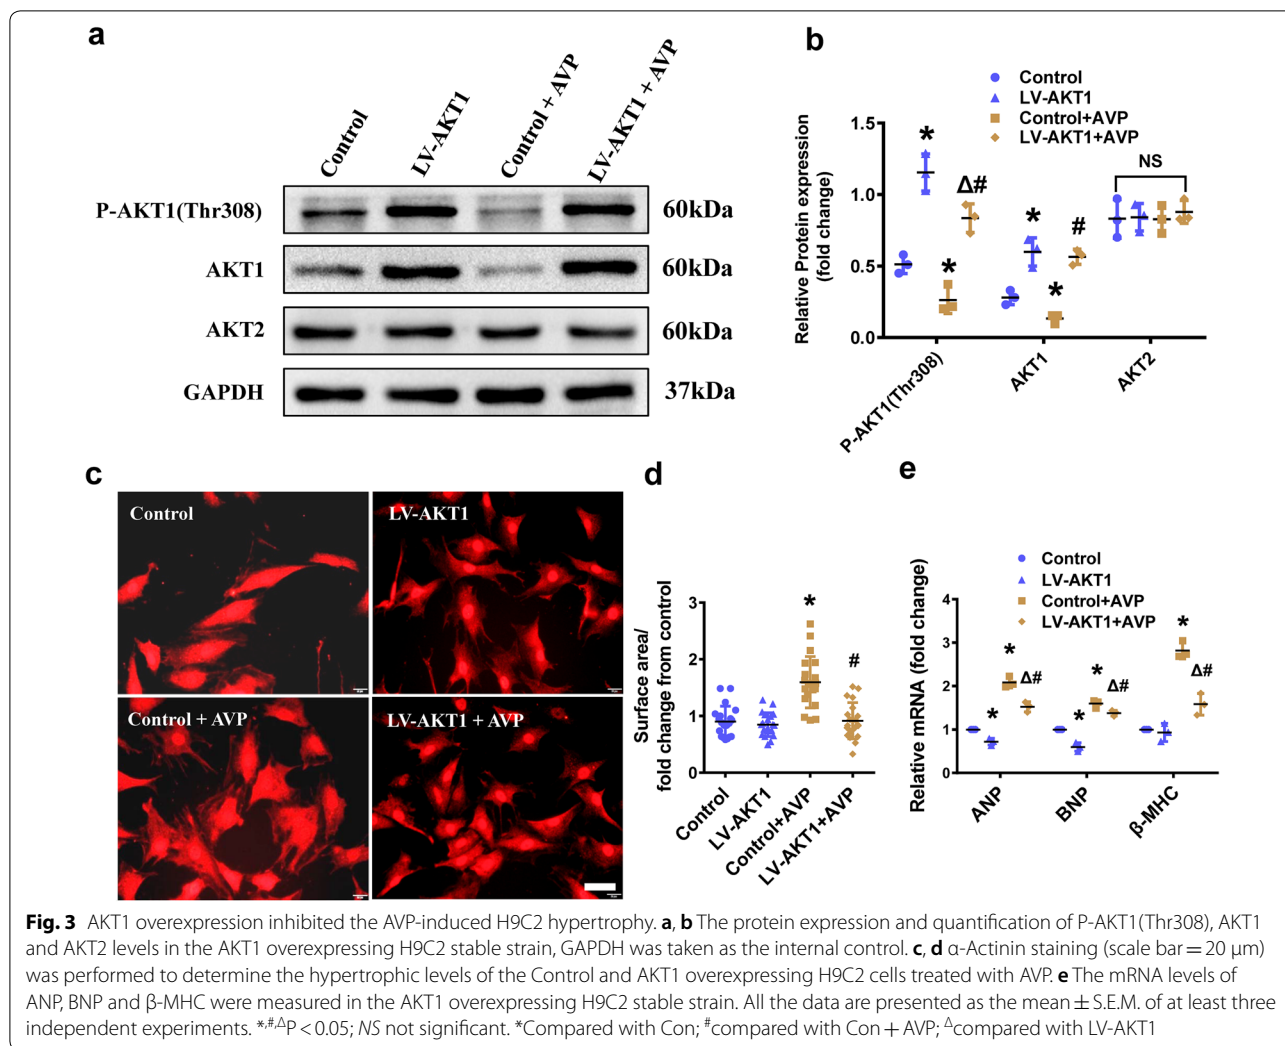 a
Control
LV-AKT1
Control + AVP
LV-AKT1 + AVP
P-AKT1(Thr308)
60kDa
AKT1
60kDa
AKT2
60kDa
GAPDH
37kDa
b
Control
LV-AKT1
Control+AVP
LV-AKT1+AVP
Relative Protein expression
(fold change)
1.5
1.0
0.5
0.0
*
Δ#
*
*
#
*
NS
P-AKT1(Thr308)
AKT1
AKT2
c
Control
LV-AKT1
Control + AVP
LV-AKT1 + AVP
d
Surface area/
fold change from control
3
2
1
0
*
#
Control
LV-AKT1
Control+AVP
LV-AKT1+AVP
e
Control
LV-AKT1
Control+AVP
LV-AKT1+AVP
Relative mRNA (fold change)
4
3
2
1
0
*
*
Δ#
*
*
Δ#
*
Δ#
ANP
BNP
β-MHC
Fig. 3 AKT1 overexpression inhibited the AVP-induced H9C2 hypertrophy. a, b The protein expression and quantification of P-AKT1(Thr308), AKT1
and AKT2 levels in the AKT1 overexpressing H9C2 stable strain, GAPDH was taken as the internal control. c, d α-Actinin staining (scale bar = 20 μm)
was performed to determine the hypertrophic levels of the Control and AKT1 overexpressing H9C2 cells treated with AVP. e The mRNA levels of
ANP, BNP and β-MHC were measured in the AKT1 overexpressing H9C2 stable strain. All the data are presented as the mean ± S.E.M. of at least three
independent experiments. *,#,ΔP < 0.05; NS not significant. *Compared with Con; #compared with Con + AVP; Δcompared with LV-AKT1